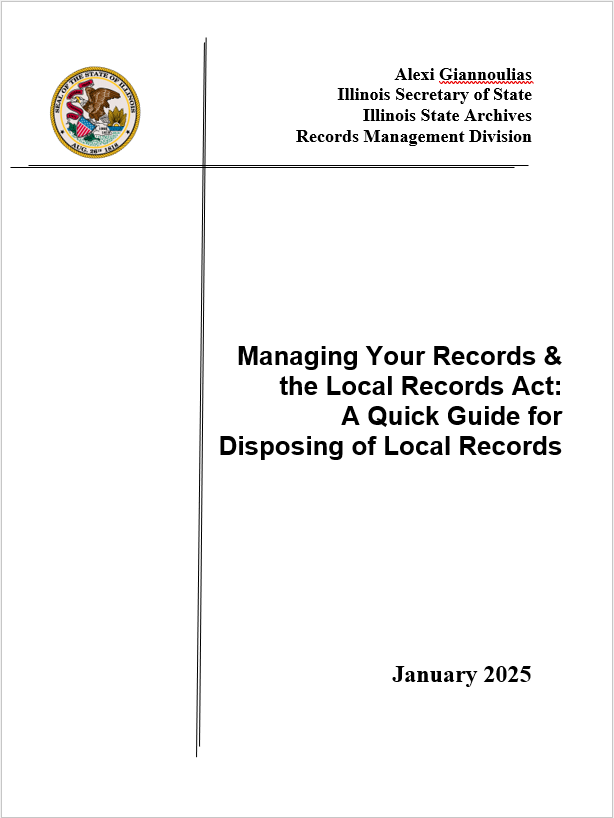 SEAL OF THE STATE OF ILLINOIS
AUG. 26TH 1818
Alexi Giannoulias
Illinois Secretary of State
Illinois State Archives
Records Management Division
Managing Your Records &
the Local Records Act:
A Quick Guide for
Disposing of Local Records
January 2025